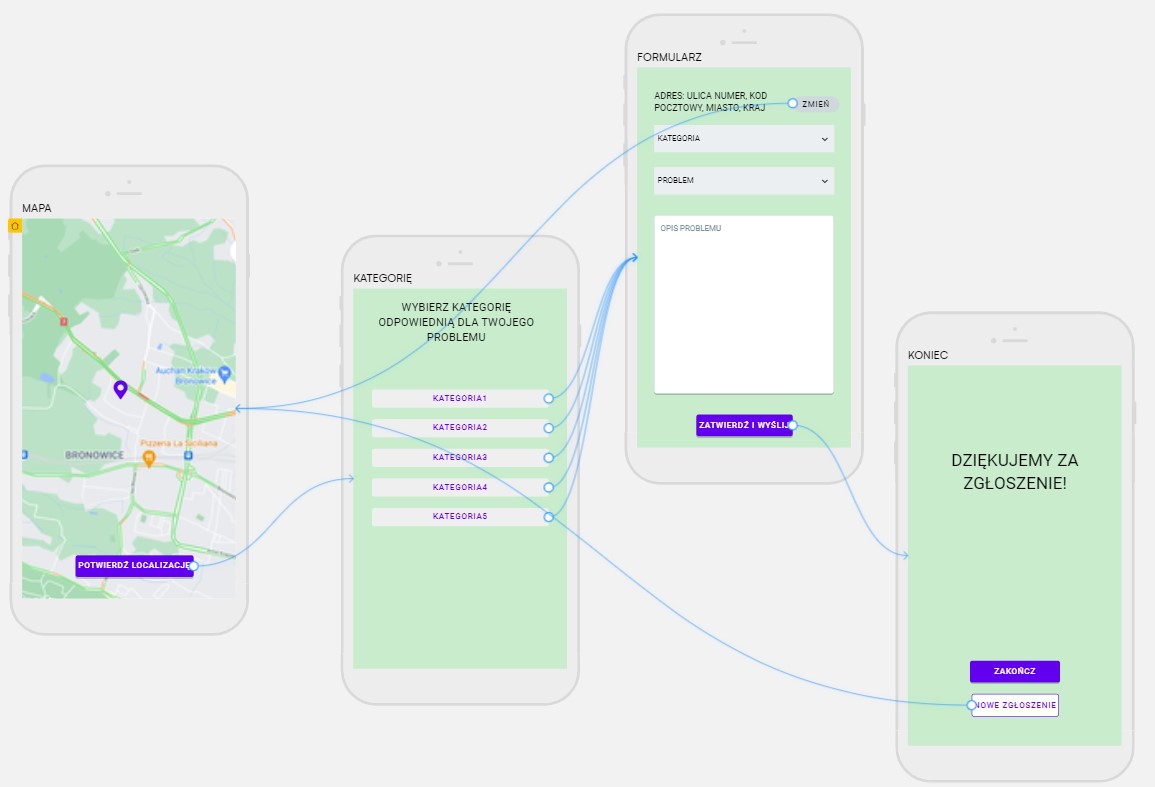 MAPA
Auchan Kraków
Bronowice
Pizzeria La Siciliana
BRONOWICE
POTWIERDŹ LOCALIZACJĘ
KATEGORIĘ
WYBIERZ KATEGORIĘ
ODPOWIEDNIĄ DLA TWOJEGO
PROBLEMU
KATEGORIA1
KATEGORIA2
KATEGORIA3
KATEGORIA4
KATEGORIA5
FORMULARZ
ADRES: ULICA NUMER, KOD
POCZTOWY, MIASTO, KRAJ
ZMIEŃ
KATEGORIA
PROBLEM
OPIS PROBLEMU
ZATWIERDŹ I WYŚLIJ
KONIEC
DZIĘKUJEMY ZA
ZGŁOSZENIE!
ZAKOŃCZ
NOWE ZGŁOSZENIE